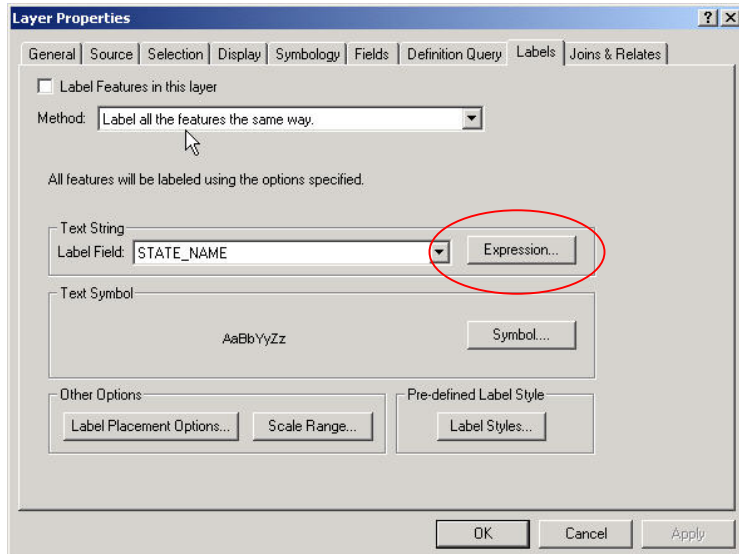 Layer Properties
General Source Selection Display Symbology Fields Definition Query Labels Joins & Relates
Label Features in this layer
Method: Label all the features the same way.
All features will be labeled using the options specified.
Text String
Label Field: STATE_NAME Expression...
Text Symbol
AaBbYyZz Symbol....
Other Options Pre-defined Label Style
Label Placement Options... Scale Range... Label Styles...
OK Cancel Apply